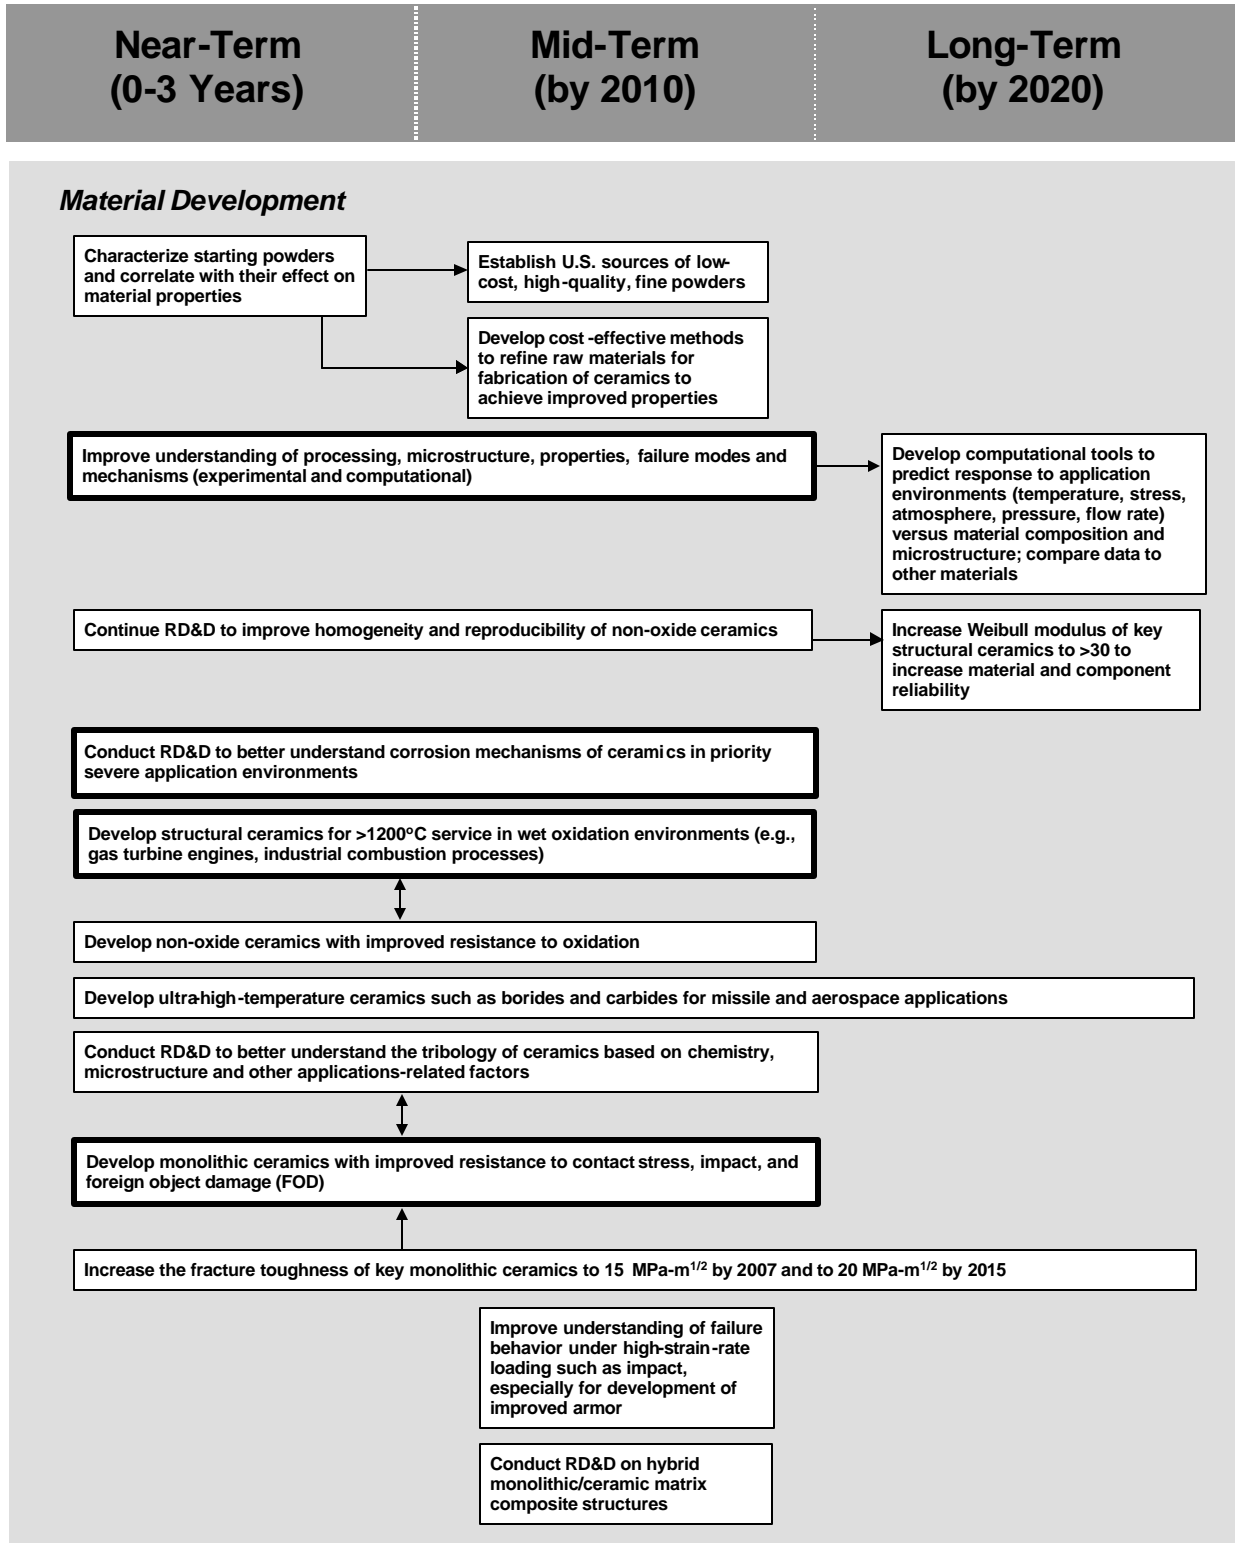 Near-Term
(0-3 Years)
Mid-Term
(by 2010)
Long-Term
(by 2020)
Material Development
Characterize starting powders
and correlate with their effect on
material properties
Establish U.S. sources of low-
cost, high-quality, fine powders
Develop cost-effective methods
to refine raw materials for
fabrication of ceramics to
achieve improved properties
Improve understanding of processing, microstructure, properties, failure modes and
mechanisms (experimental and computational)
Develop computational tools to
predict response to application
environments (temperature, stress,
atmosphere, pressure, flow rate)
versus material composition and
microstructure; compare data to
other materials
Continue RD&D to improve homogeneity and reproducibility of non-oxide ceramics
Increase Weibull modulus of key
structural ceramics to >30 to
increase material and component
reliability
Conduct RD&D to better understand corrosion mechanisms of ceramics in priority
severe application environments
Develop structural ceramics for >1200°C service in wet oxidation environments (e.g.,
gas turbine engines, industrial combustion processes)
Develop non-oxide ceramics with improved resistance to oxidation
Develop ultra-high-temperature ceramics such as borides and carbides for missile and aerospace applications
Conduct RD&D to better understand the tribology of ceramics based on chemistry,
microstructure and other applications-related factors
Develop monolithic ceramics with improved resistance to contact stress, impact, and
foreign object damage (FOD)
Increase the fracture toughness of key monolithic ceramics to 15 MPa-m1/2 by 2007 and to 20 MPa-m1/2 by 2015
Improve understanding of failure
behavior under high-strain-rate
loading such as impact,
especially for development of
improved armor
Conduct RD&D on hybrid
monolithic/ceramic matrix
composite structures